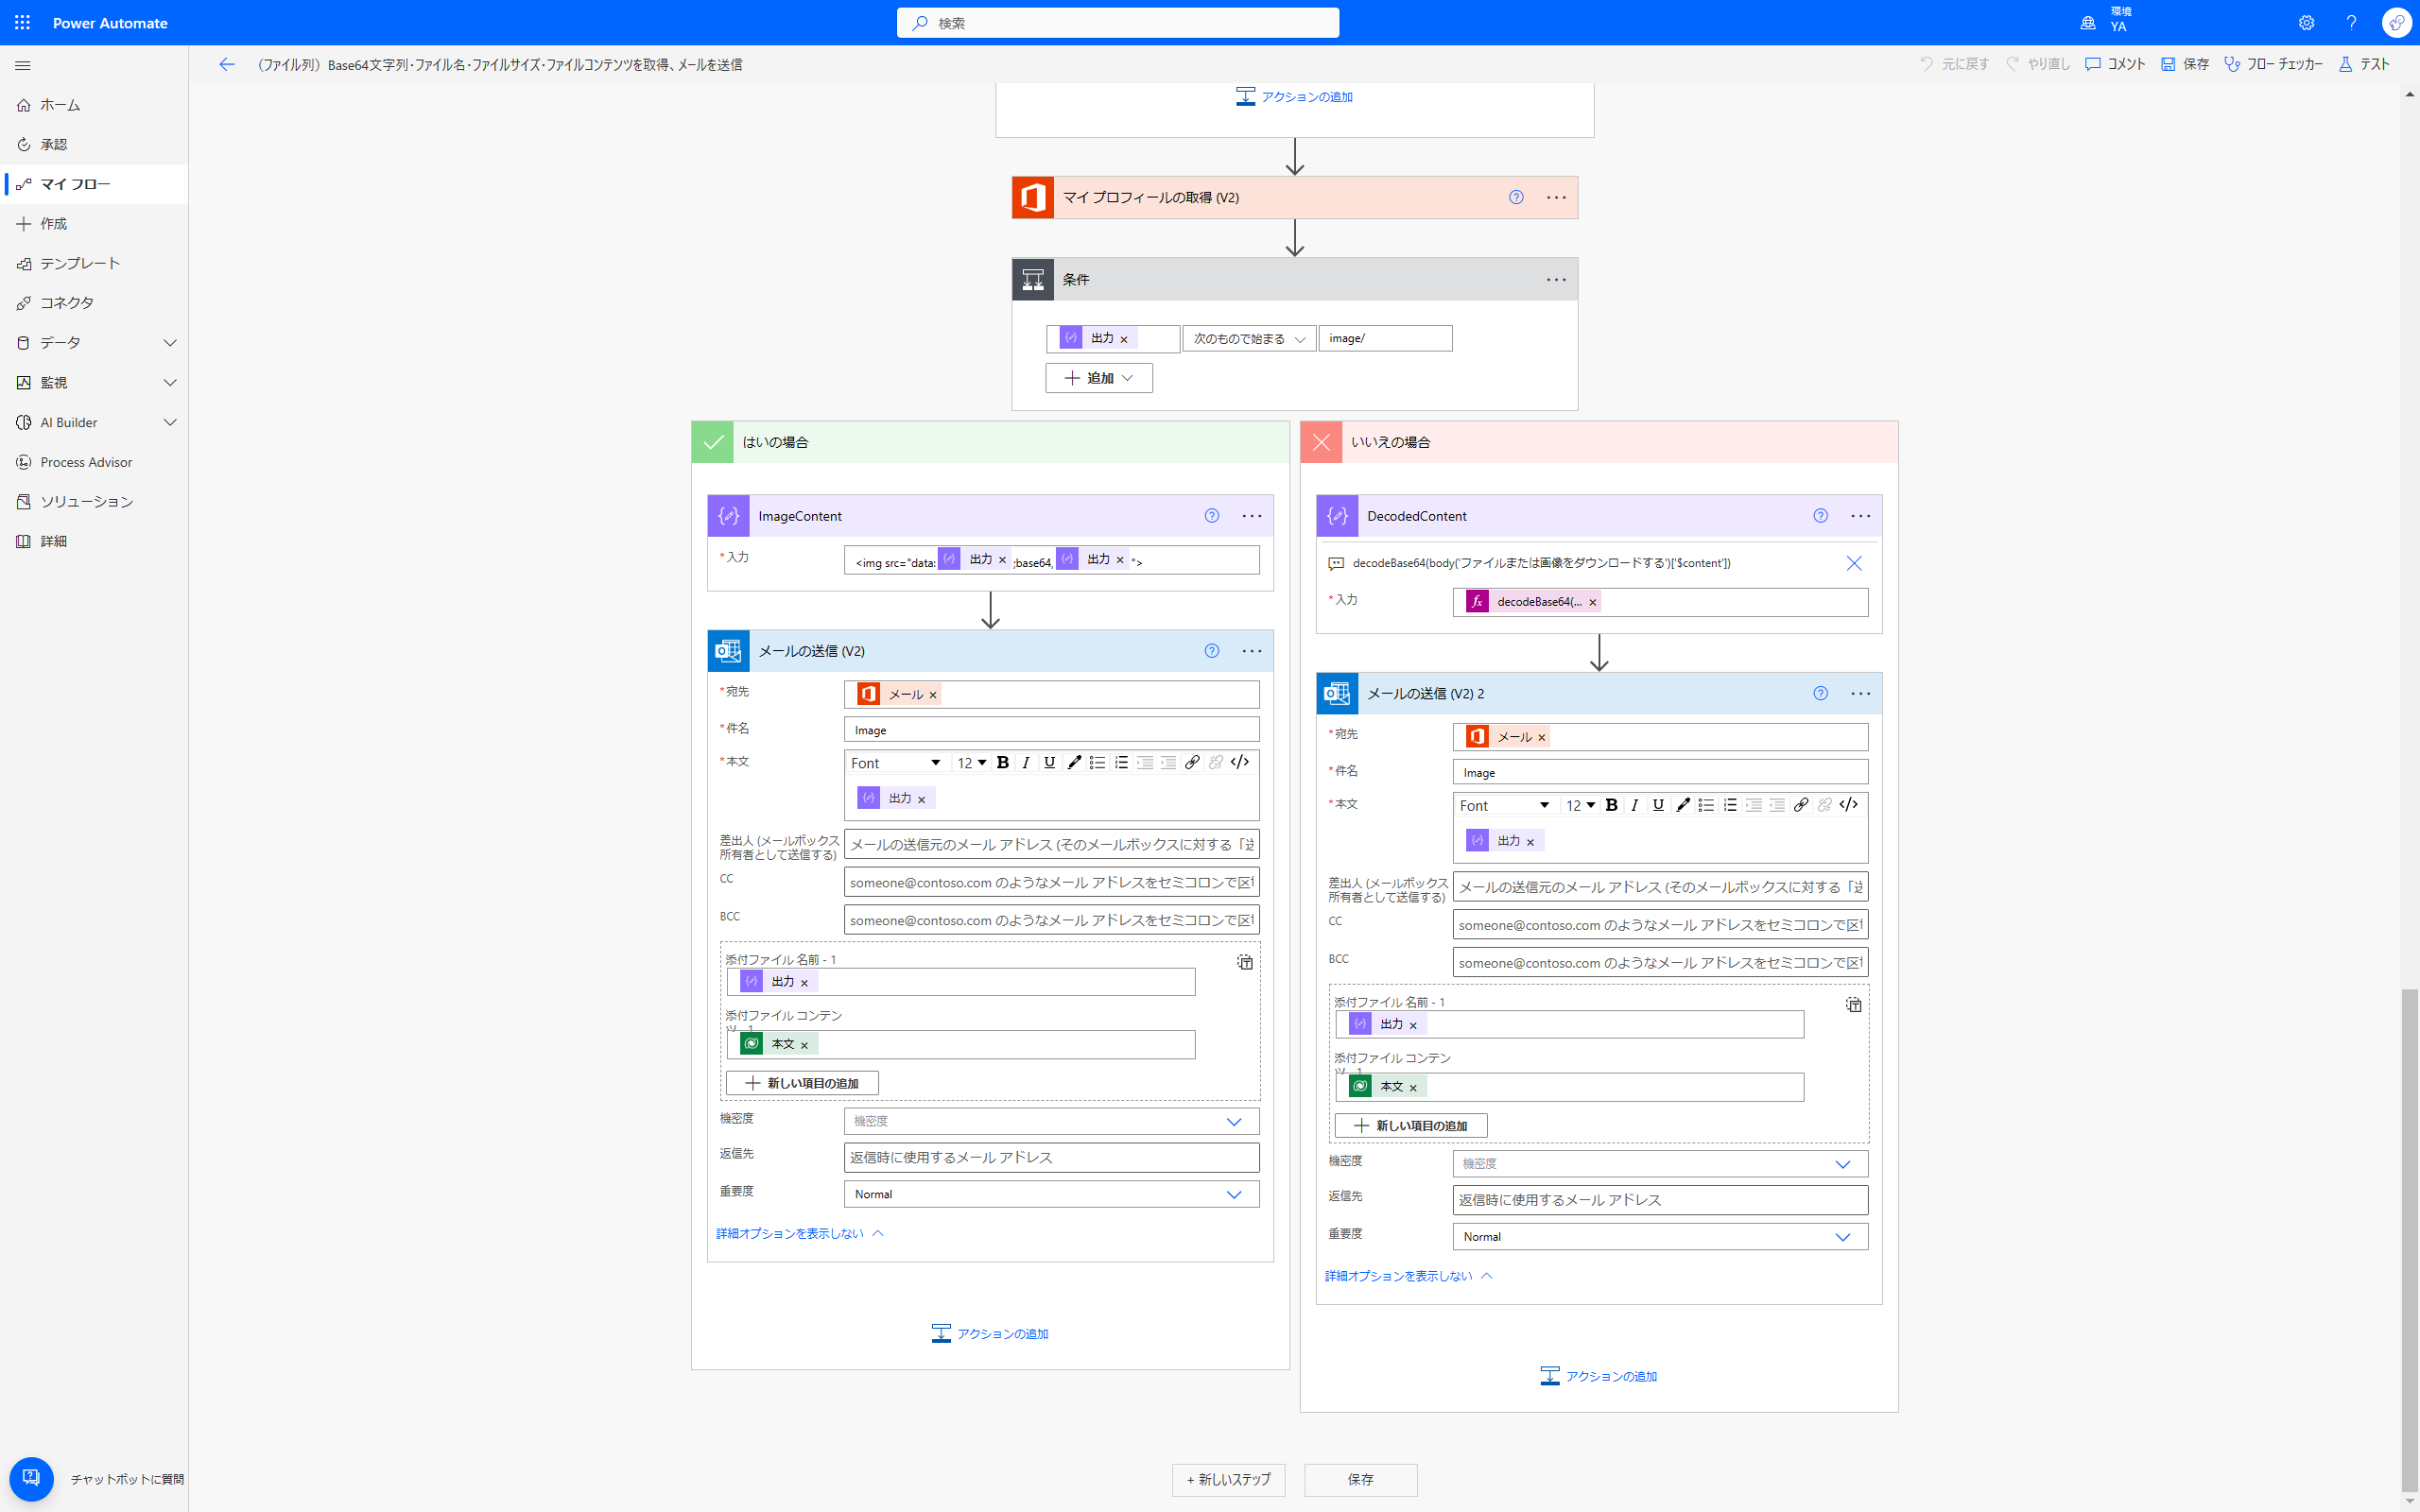 Power Automate
検索
環境
YA
（ファイル列）Base64文字列・ファイル名・ファイルサイズ・ファイルコンテンツを取得、メールを送信
元に戻す
やり直し
コメント
保存
フロー チェッカー
テスト
ホーム
承認
マイ フロー
作成
テンプレート
コネクタ
データ
監視
AI Builder
Process Advisor
ソリューション
詳細
チャットボットに質問
アクションの追加
マイ プロフィールの取得 (V2)
条件
出力 ×
次のもので始まる
image/
追加
はいの場合
ImageContent
*入力
<img src="data: 出力 × ;base64, 出力 × ">
メールの送信 (V2)
*宛先
メール ×
*件名
Image
*本文
Font 12 B I U </>
出力 ×
差出人 (メールボックス
所有者として送信する)
メールの送信元のメール アドレス (そのメールボックスに対する「送
CC
someone@contoso.com のようなメール アドレスをセミコロンで区
BCC
someone@contoso.com のようなメール アドレスをセミコロンで区
添付ファイル 名前 - 1
出力 ×
添付ファイル コンテン
ツ - 1
本文 ×
新しい項目の追加
機密度
機密度
返信先
返信時に使用するメール アドレス
重要度
Normal
詳細オプションを表示しない
アクションの追加
いいえの場合
DecodedContent
decodeBase64(body('ファイルまたは画像をダウンロードする')['$content'])
*入力
fx decodeBase64(... ×
メールの送信 (V2) 2
*宛先
メール ×
*件名
Image
*本文
Font 12 B I U </>
出力 ×
差出人 (メールボックス
所有者として送信する)
メールの送信元のメール アドレス (そのメールボックスに対する「送
CC
someone@contoso.com のようなメール アドレスをセミコロンで区
BCC
someone@contoso.com のようなメール アドレスをセミコロンで区
添付ファイル 名前 - 1
出力 ×
添付ファイル コンテン
ツ - 1
本文 ×
新しい項目の追加
機密度
機密度
返信先
返信時に使用するメール アドレス
重要度
Normal
詳細オプションを表示しない
アクションの追加
+ 新しいステップ
保存